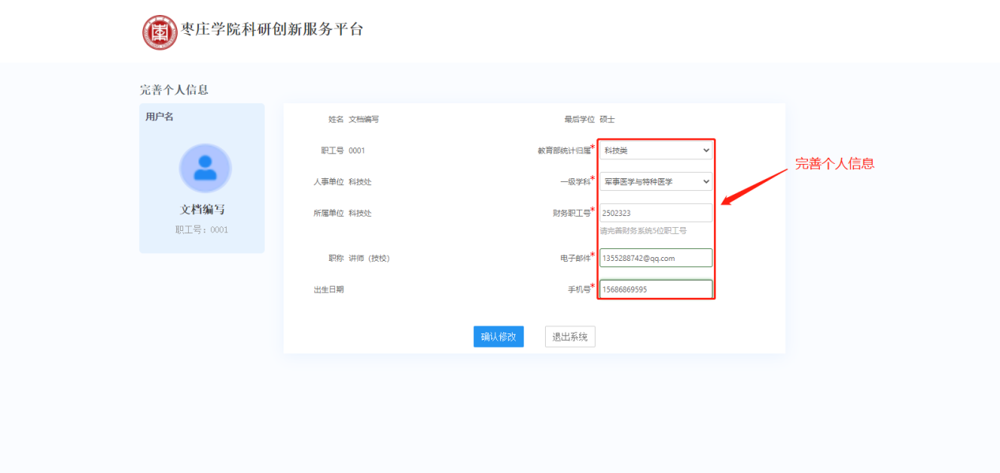 枣庄学院科研创新服务平台
完善个人信息
用户名
文档编写
职工号：0001
姓名 文档编写 最后学位 硕士
职工号 0001 教育部统计归属* 科技类
人事单位 科技处 一级学科* 军事医学与特种医学
所属单位 科技处 财务职工号* 2502323
请完善财务系统5位职工号
职称 讲师（技校） 电子邮件* 1355288742@qq.com
出生日期 手机号* 15686869595
确认修改 退出系统
完善个人信息